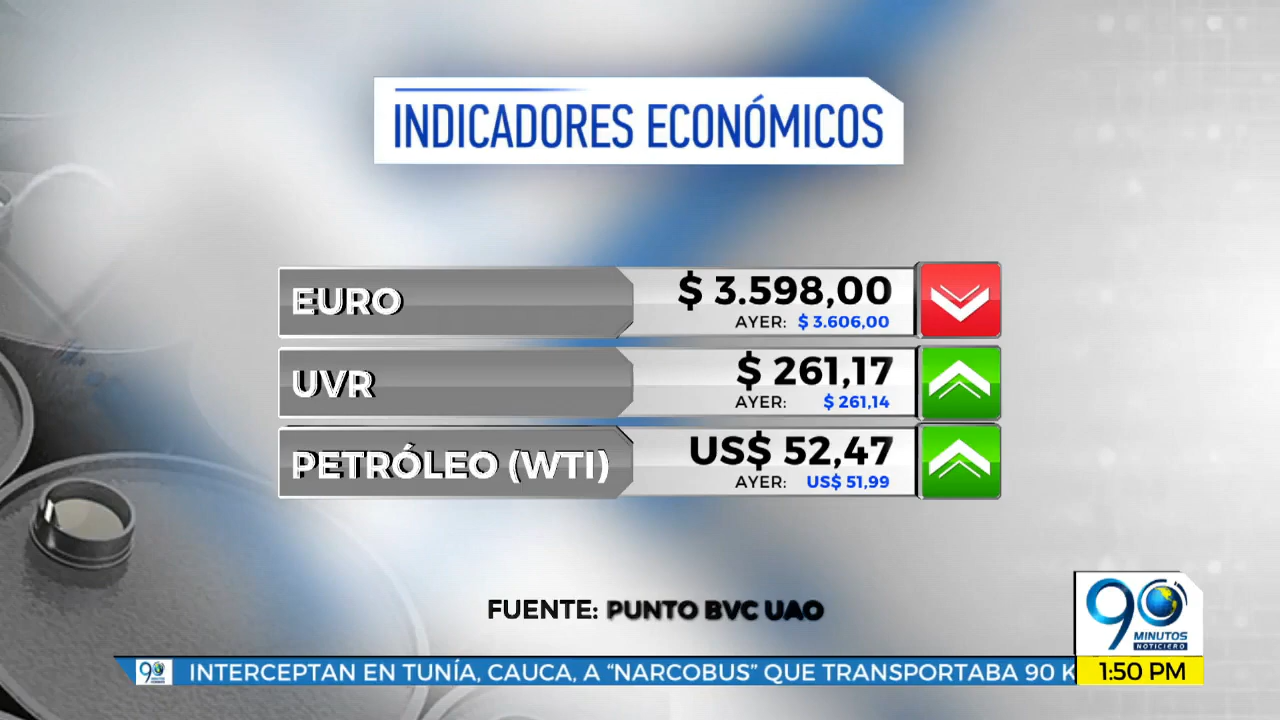 INDICADORES ECONÓMICOS
EURO
$ 3.598,00
AYER: $ 3.606,00
UVR
$ 261,17
AYER: $ 261,14
PETRÓLEO (WTI)
US$ 52,47
AYER: US$ 51,99
FUENTE: PUNTO BVC UAO
90
MINUTOS
NOTICIERO
90 INTERCEPTAN EN TUNÍA, CAUCA, A “NARCOBUS” QUE TRANSPORTABA 90 K
1:50 PM